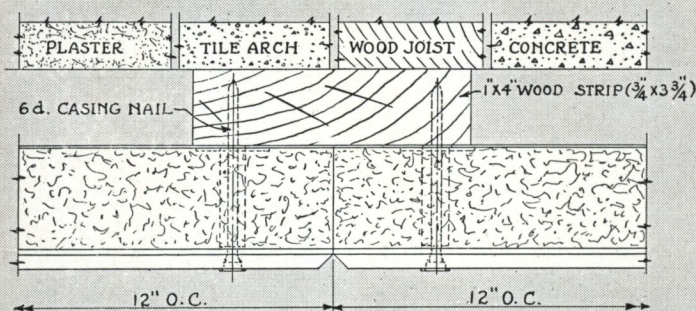 PLASTER TILE ARCH WOOD JOIST CONCRETE
6d. CASING NAIL
1"X4" WOOD STRIP (3/4" X 3 3/4")
12" O.C. 12" O.C.